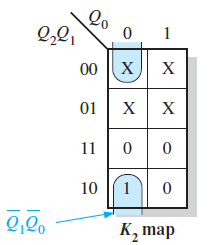 Q₂Q₁ Q₀ 0 1
00 X X
01 X X
11 0 0
10 1 0
Q̅₁Q̅₀ K₂ map